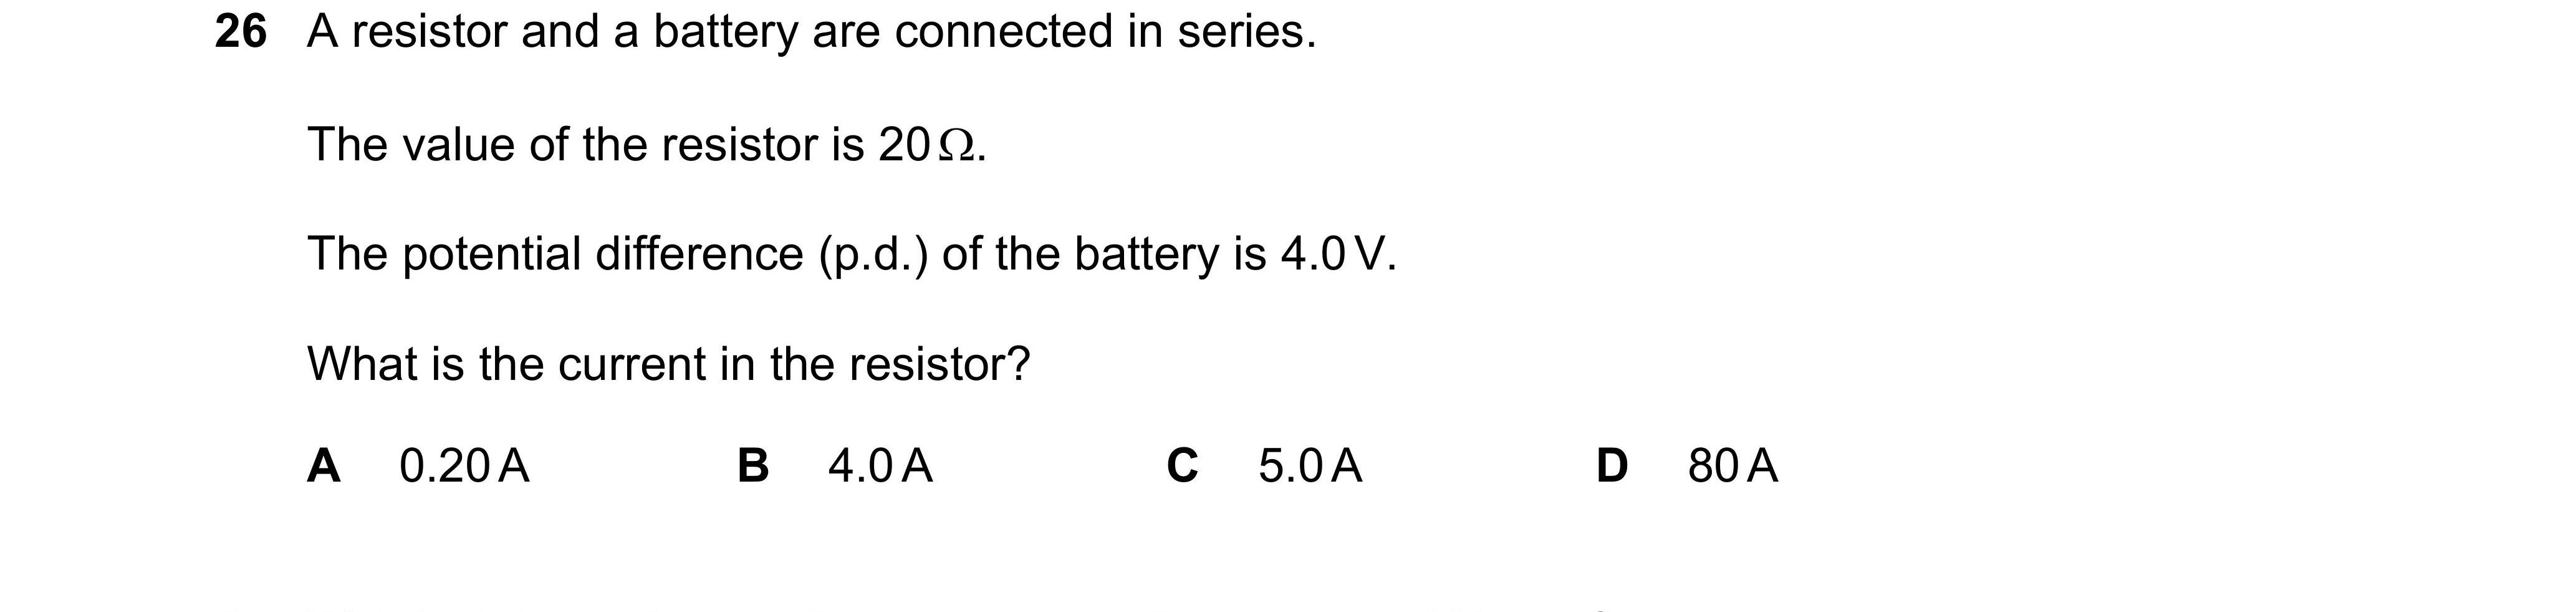 26 A resistor and a battery are connected in series.
The value of the resistor is 20 Ω.
The potential difference (p.d.) of the battery is 4.0 V.
What is the current in the resistor?
A 0.20 A B 4.0 A C 5.0 A D 80 A